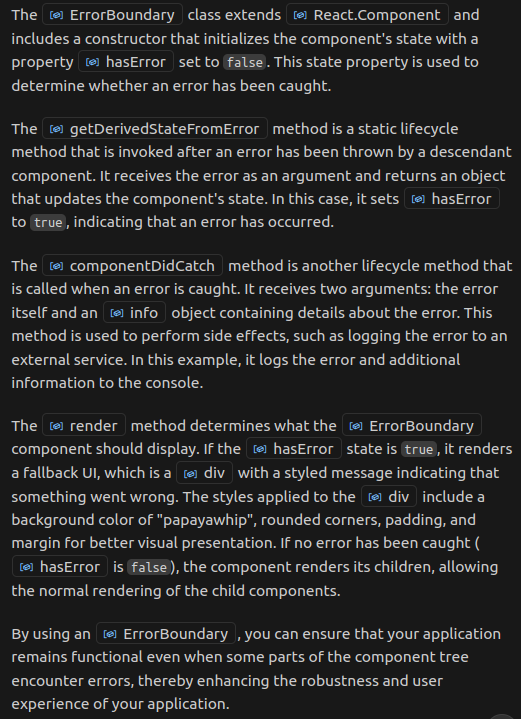 The ErrorBoundary class extends React.Component and
includes a constructor that initializes the component's state with a
property hasError set to false. This state property is used to
determine whether an error has been caught.
The getDerivedStateFromError method is a static lifecycle
method that is invoked after an error has been thrown by a descendant
component. It receives the error as an argument and returns an object
that updates the component's state. In this case, it sets hasError
to true, indicating that an error has occurred.
The componentDidCatch method is another lifecycle method that
is called when an error is caught. It receives two arguments: the error
itself and an info object containing details about the error. This
method is used to perform side effects, such as logging the error to an
external service. In this example, it logs the error and additional
information to the console.
The render method determines what the ErrorBoundary
component should display. If the hasError state is true, it renders
a fallback UI, which is a div with a styled message indicating that
something went wrong. The styles applied to the div include a
background color of "papayawhip", rounded corners, padding, and
margin for better visual presentation. If no error has been caught (
hasError is false), the component renders its children, allowing
the normal rendering of the child components.
By using an ErrorBoundary, you can ensure that your application
remains functional even when some parts of the component tree
encounter errors, thereby enhancing the robustness and user
experience of your application.